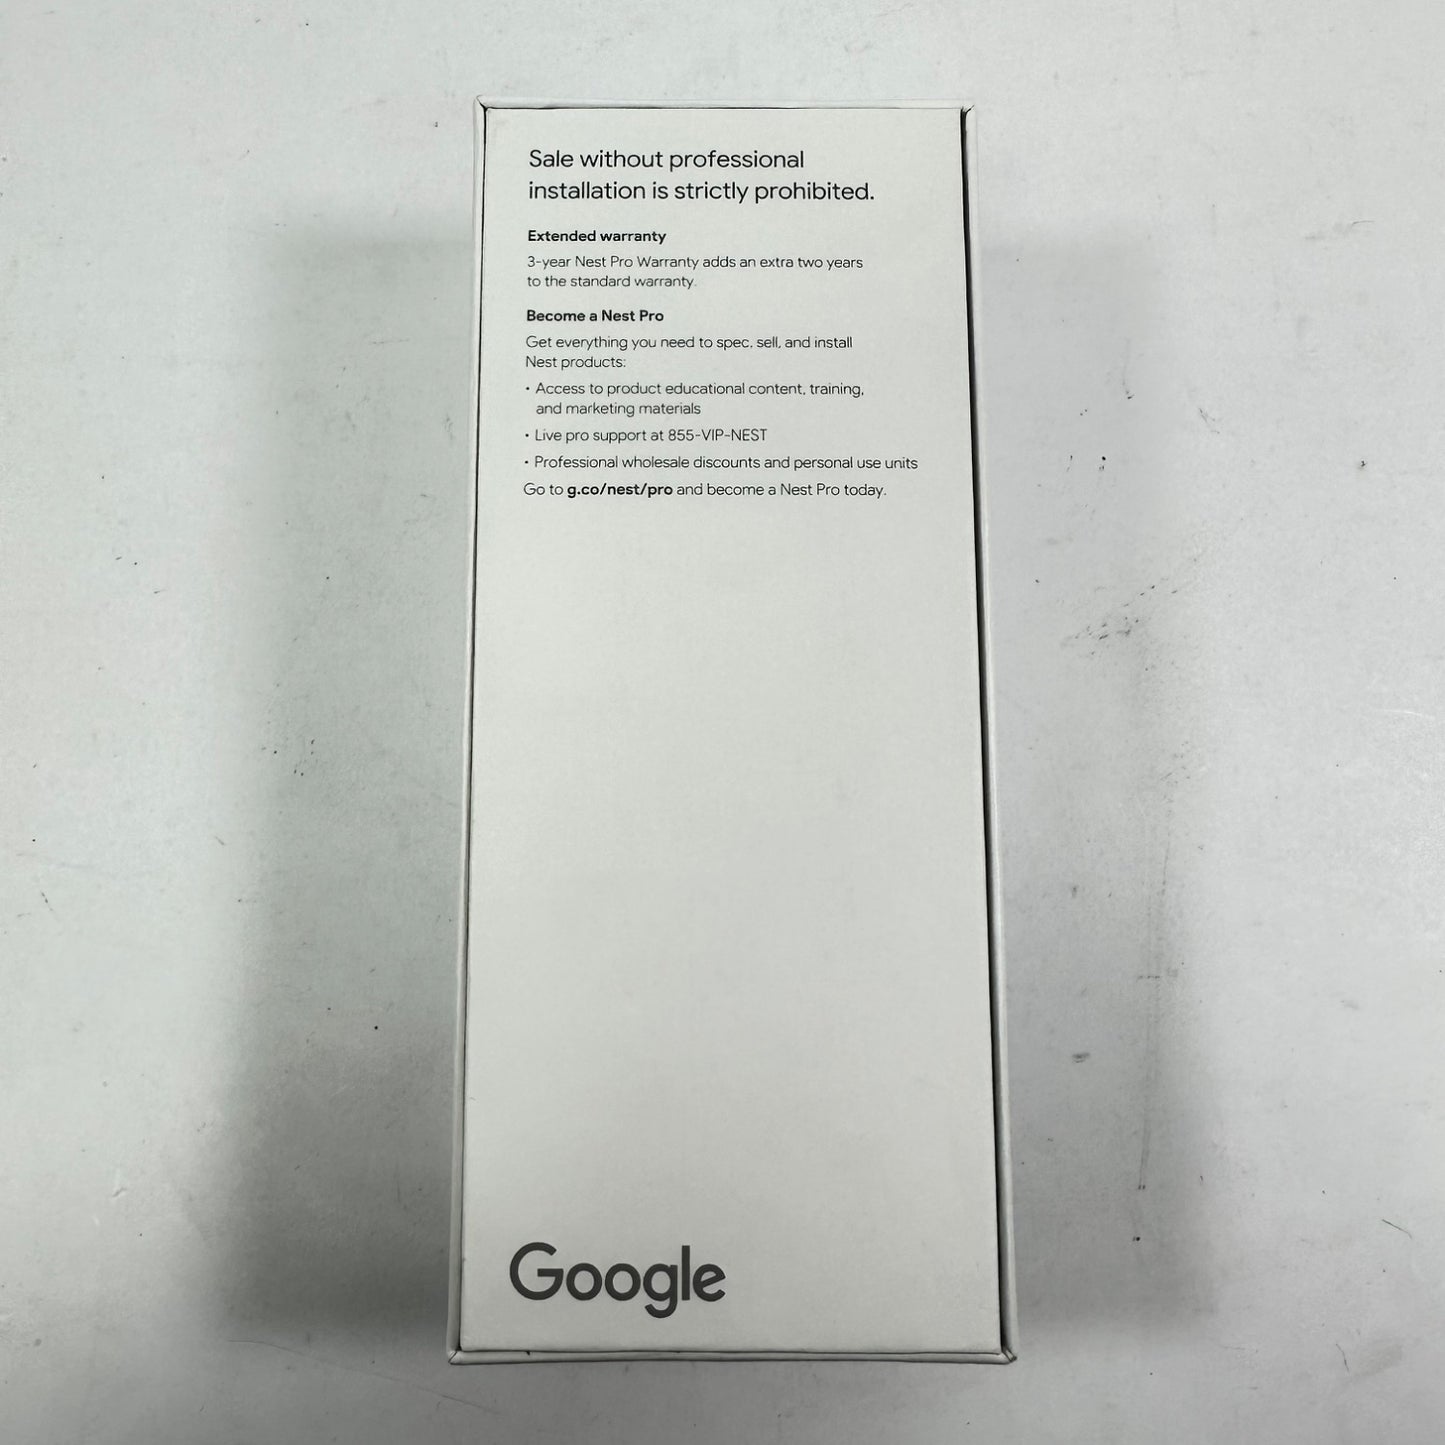 Sale without professional
installation is strictly prohibited.
Extended warranty
3-year Nest Pro Warranty adds an extra two years
to the standard warranty.
Become a Nest Pro
Get everything you need to spec, sell, and install
Nest products:
• Access to product educational content, training,
and marketing materials
• Live pro support at 855-VIP-NEST
• Professional wholesale discounts and personal use units
Go to g.co/nest/pro and become a Nest Pro today.
Google